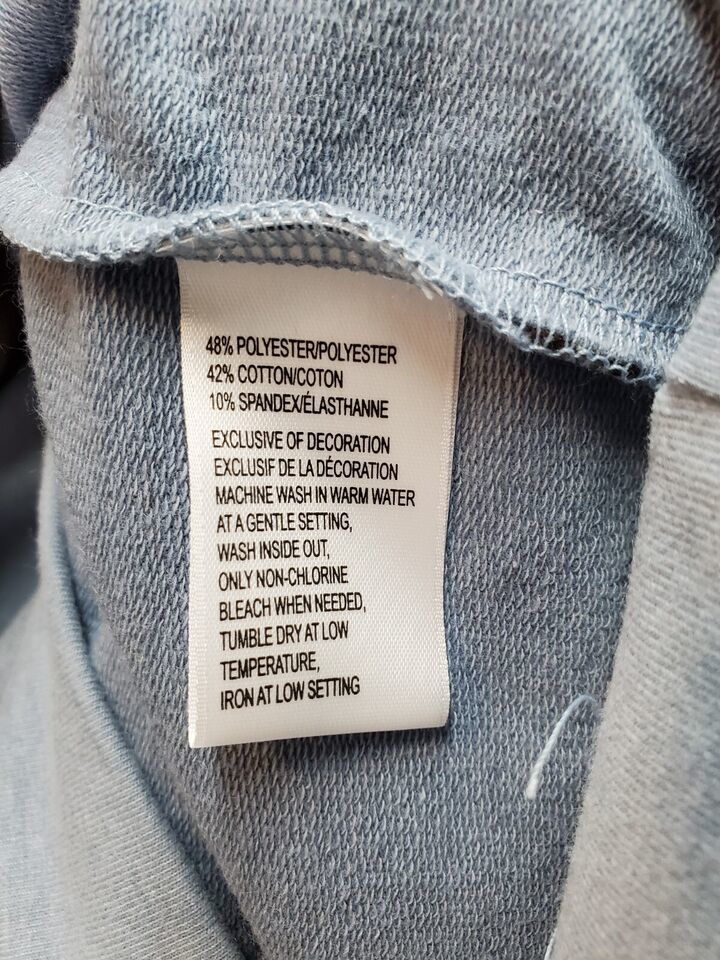 48% POLYESTER/POLYESTER
42% COTTON/COTON
10% SPANDEX/ÉLASTHANNE
EXCLUSIVE OF DECORATION
EXCLUSIF DE LA DÉCORATION
MACHINE WASH IN WARM WATER
AT A GENTLE SETTING,
WASH INSIDE OUT,
ONLY NON-CHLORINE
BLEACH WHEN NEEDED,
TUMBLE DRY AT LOW
TEMPERATURE,
IRON AT LOW SETTING